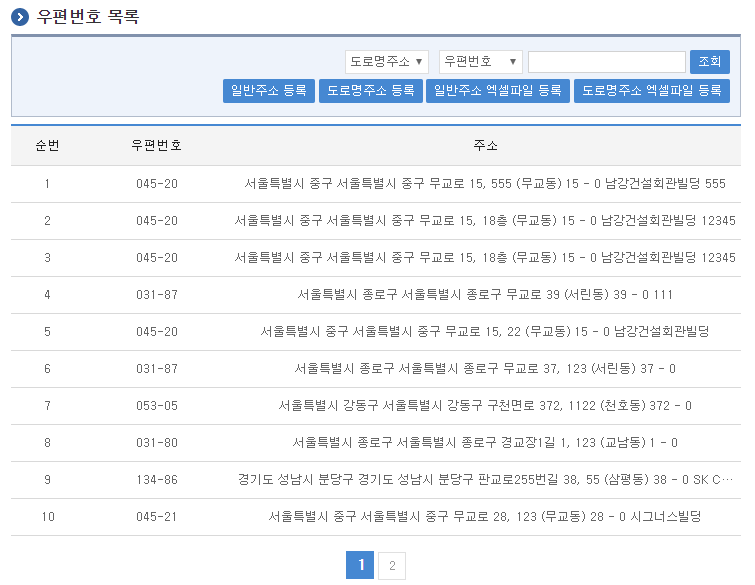 우편번호 목록
도로명주소 ▼ 우편번호 ▼ 조회
일반주소 등록 도로명주소 등록 일반주소 엑셀파일 등록 도로명주소 엑셀파일 등록
순번 우편번호 주소
1 045-20 서울특별시 중구 서울특별시 중구 무교로 15, 555 (무교동) 15 - 0 남강건설회관빌딩 555
2 045-20 서울특별시 중구 서울특별시 중구 무교로 15, 18층 (무교동) 15 - 0 남강건설회관빌딩 12345
3 045-20 서울특별시 중구 서울특별시 중구 무교로 15, 18층 (무교동) 15 - 0 남강건설회관빌딩 12345
4 031-87 서울특별시 종로구 서울특별시 종로구 무교로 39 (서린동) 39 - 0 111
5 045-20 서울특별시 중구 서울특별시 중구 무교로 15, 22 (무교동) 15 - 0 남강건설회관빌딩
6 031-87 서울특별시 종로구 서울특별시 종로구 무교로 37, 123 (서린동) 37 - 0
7 053-05 서울특별시 강동구 서울특별시 강동구 구천면로 372, 1122 (천호동) 372 - 0
8 031-80 서울특별시 종로구 서울특별시 종로구 경교장1길 1, 123 (교남동) 1 - 0
9 134-86 경기도 성남시 분당구 경기도 성남시 분당구 판교로255번길 38, 55 (삼평동) 38 - 0 SK C…
10 045-21 서울특별시 중구 서울특별시 중구 무교로 28, 123 (무교동) 28 - 0 시그너스빌딩
1 2